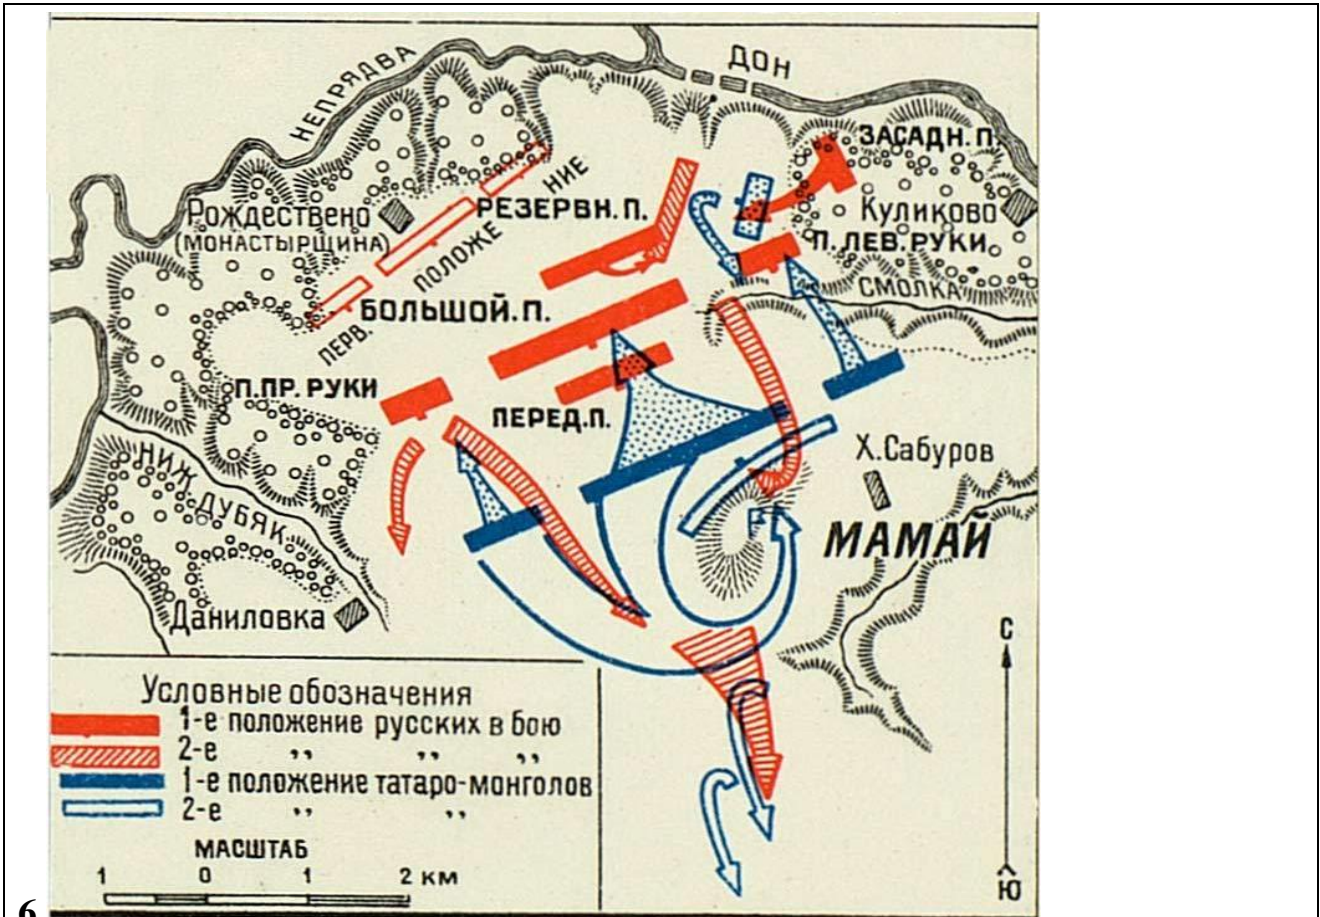 НЕПРЯДВА
ДОН
ЗАСАДН. П.
Рождествено
(МОНАСТЫРЩИНА)
ПЕРВ. ПОЛОЖЕНИЕ
РЕЗЕРВН. П.
Куликово
П. ЛЕВ. РУКИ.
СМОЛКА
БОЛЬШОЙ. П.
П. ПР. РУКИ
ПЕРЕД. П.
НИЖ. ДУБЯК
Х. Сабуров
МАМАЙ
Даниловка
С
Ю
Условные обозначения
1-е положение русских в бою
2-е ,, ,, ,,
1-е положение татаро-монголов
2-е ,, ,,
МАСШТАБ
1 0 1 2 км
6